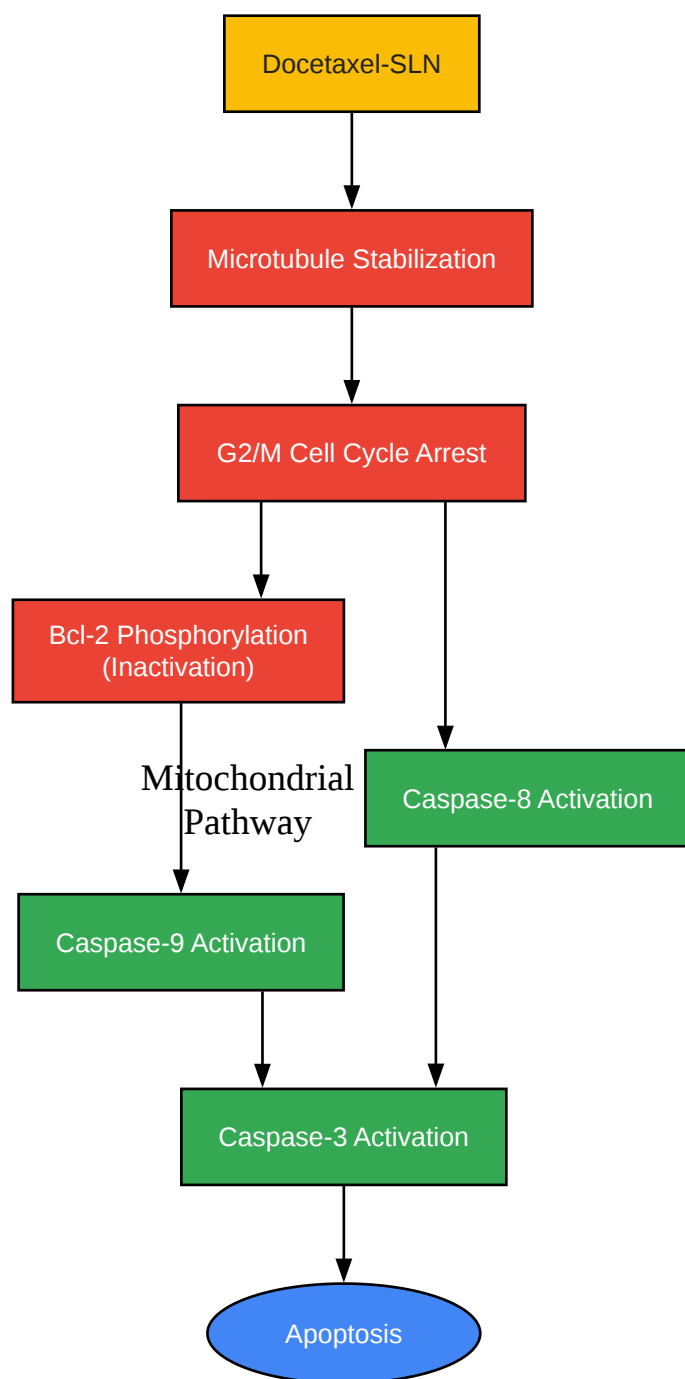 Docetaxel-SLN
Microtubule Stabilization
G2/M Cell Cycle Arrest
Bcl-2 Phosphorylation
(Inactivation)
Mitochondrial
Pathway
Caspase-8 Activation
Caspase-9 Activation
Caspase-3 Activation
Apoptosis